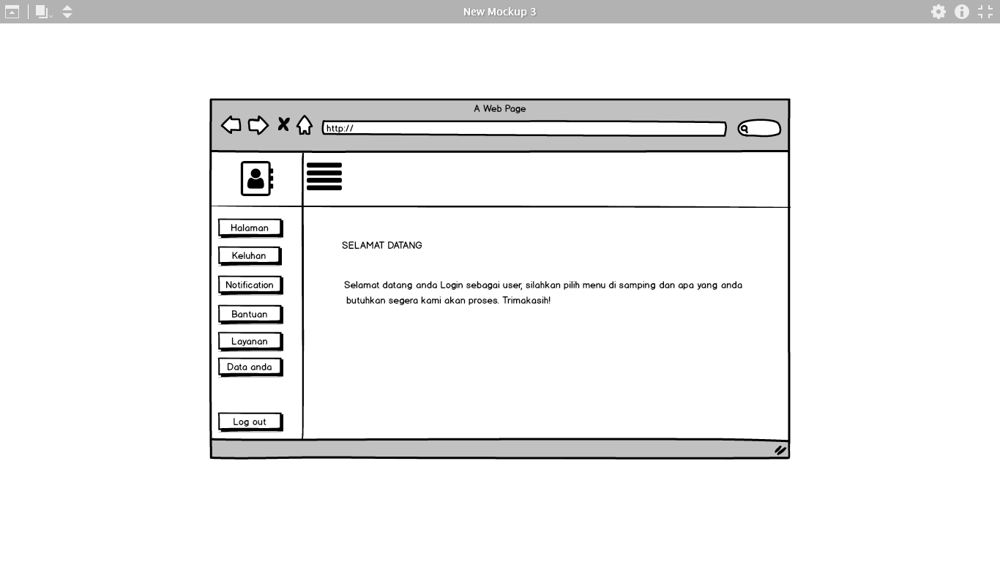 New Mockup 3
A Web Page
http://
Halaman
Keluhan
Notification
Bantuan
Layanan
Data anda
Log out
SELAMAT DATANG
Selamat datang anda Login sebagai user, silahkan pilih menu di samping dan apa yang anda
butuhkan segera kami akan proses. Trimakasih!